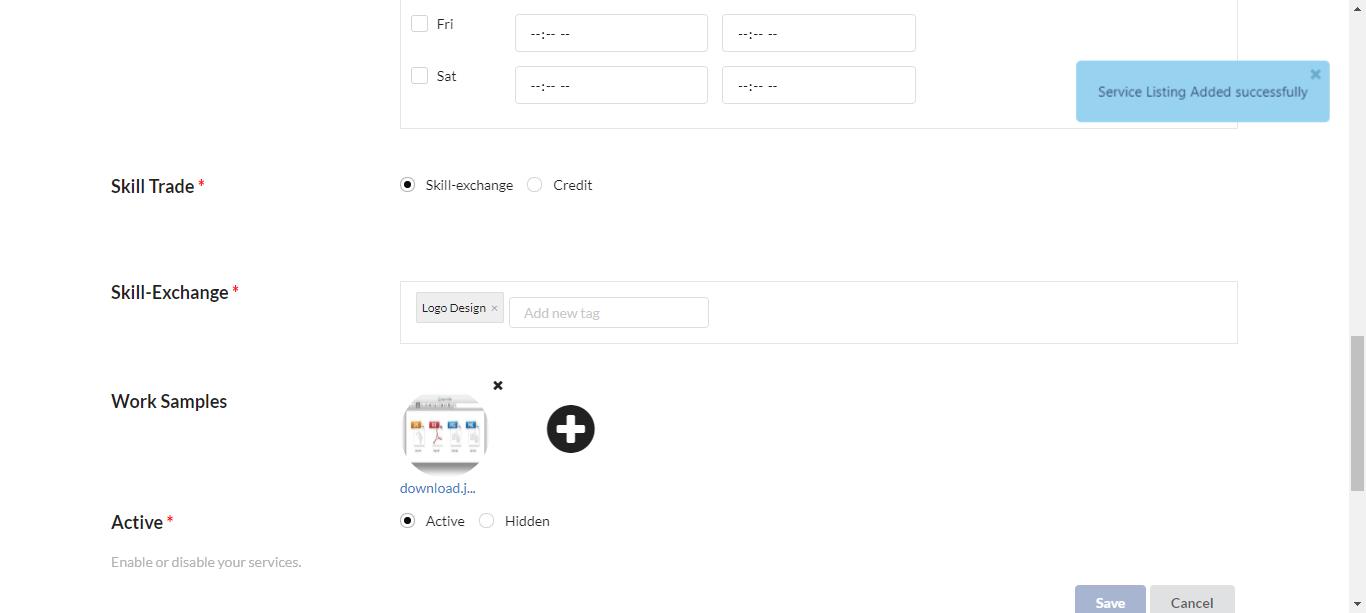 Fri
--:-- --
--:-- --
Sat
--:-- --
--:-- --
×
Service Listing Added successfully
Skill Trade *
Skill-exchange
Credit
Skill-Exchange *
Logo Design ×
Add new tag
Work Samples
download.j...
Active *
Active
Hidden
Enable or disable your services.
Save
Cancel